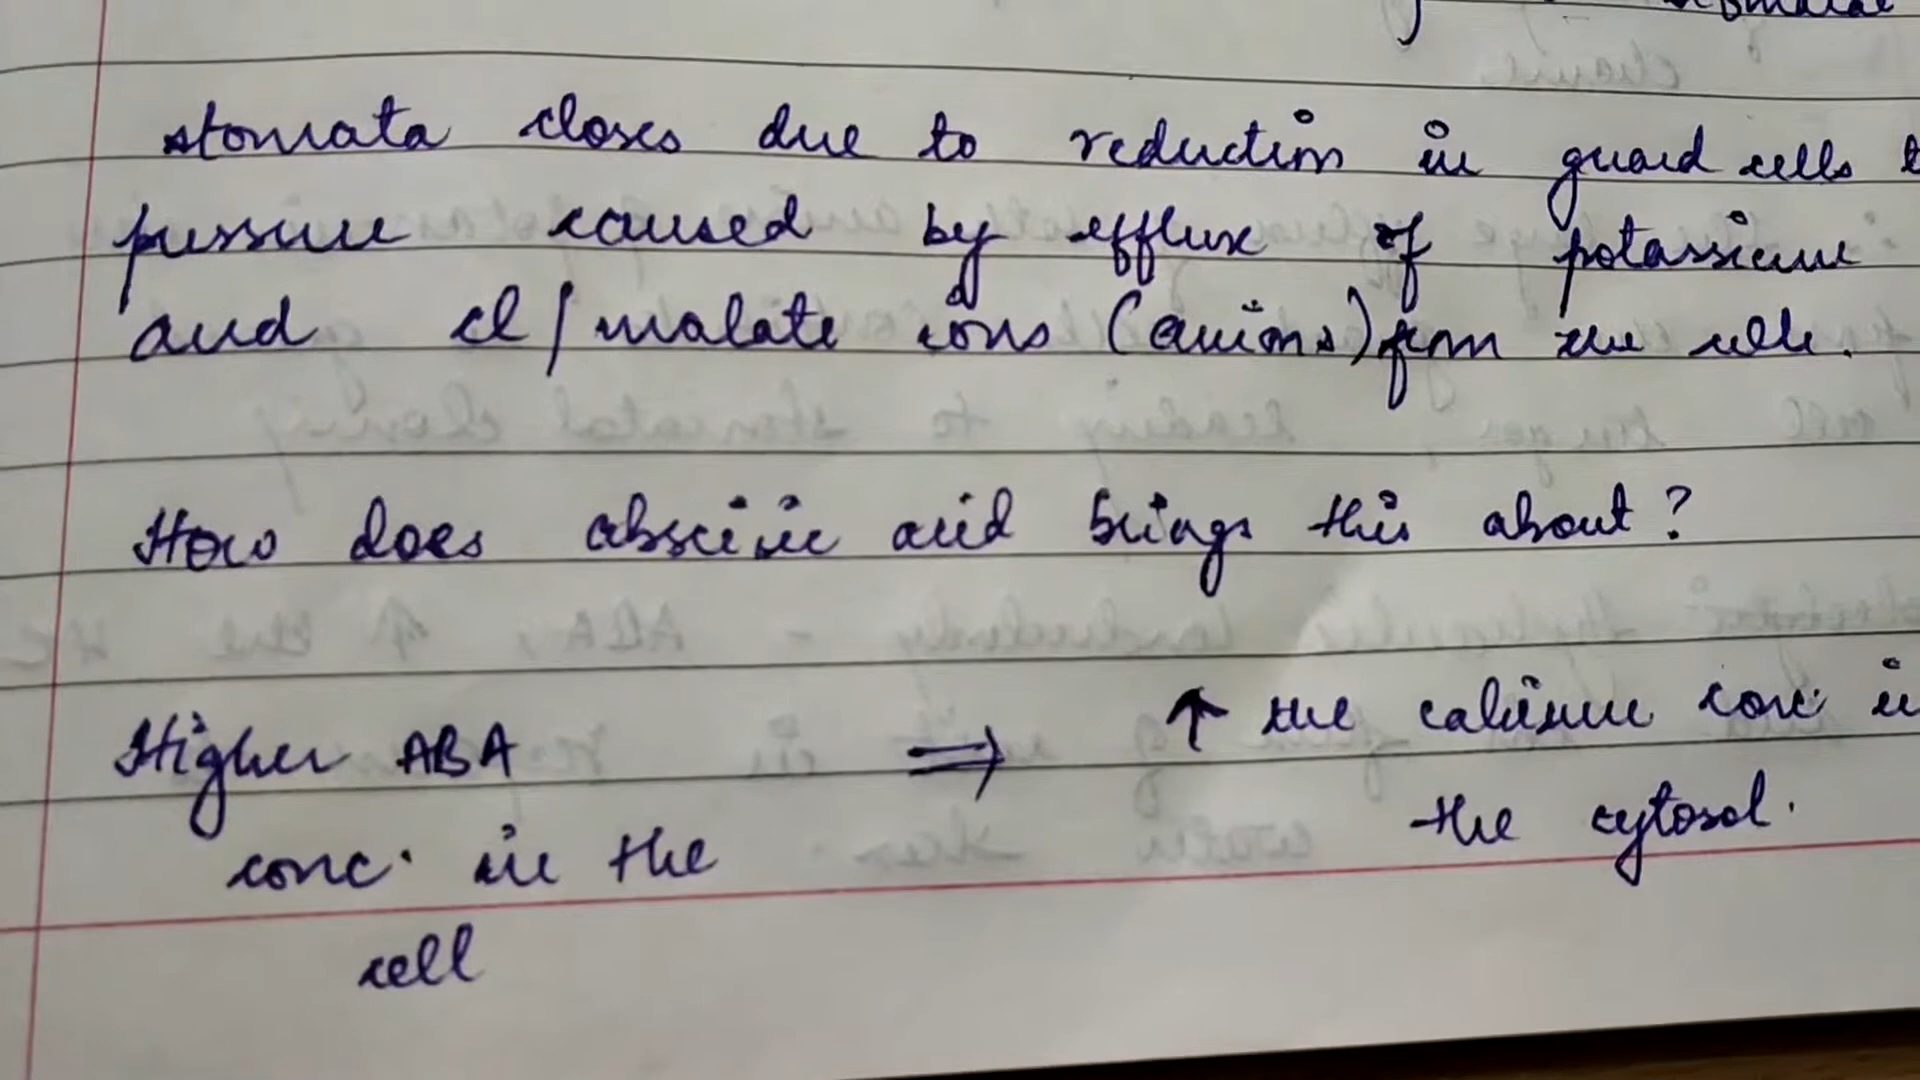 stomata closes due to reduction in guard cells t
pressure caused by efflux of potassium
and cl/malate ions (anions) from the cells.
How does abscisic acid brings this about?
Higher ABA ⇒ ↑ the calcium conc. in
conc. in the the cytosol.
cell